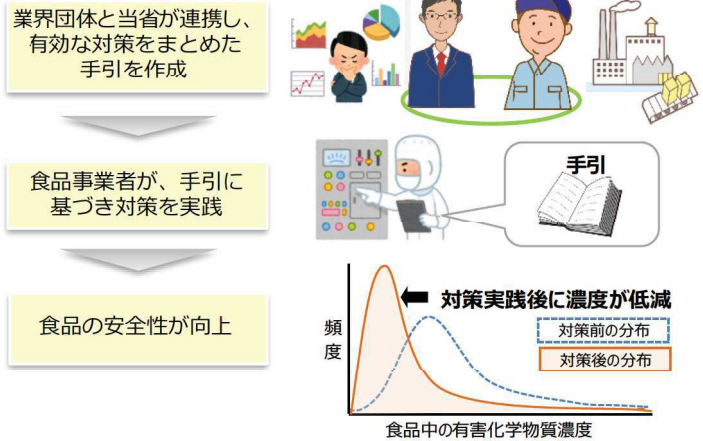 業界団体と当省が連携し、
有効な対策をまとめた
手引を作成
食品事業者が、手引に
基づき対策を実践
手引
食品の安全性が向上
対策実践後に濃度が低減
頻度
対策前の分布
対策後の分布
食品中の有害化学物質濃度